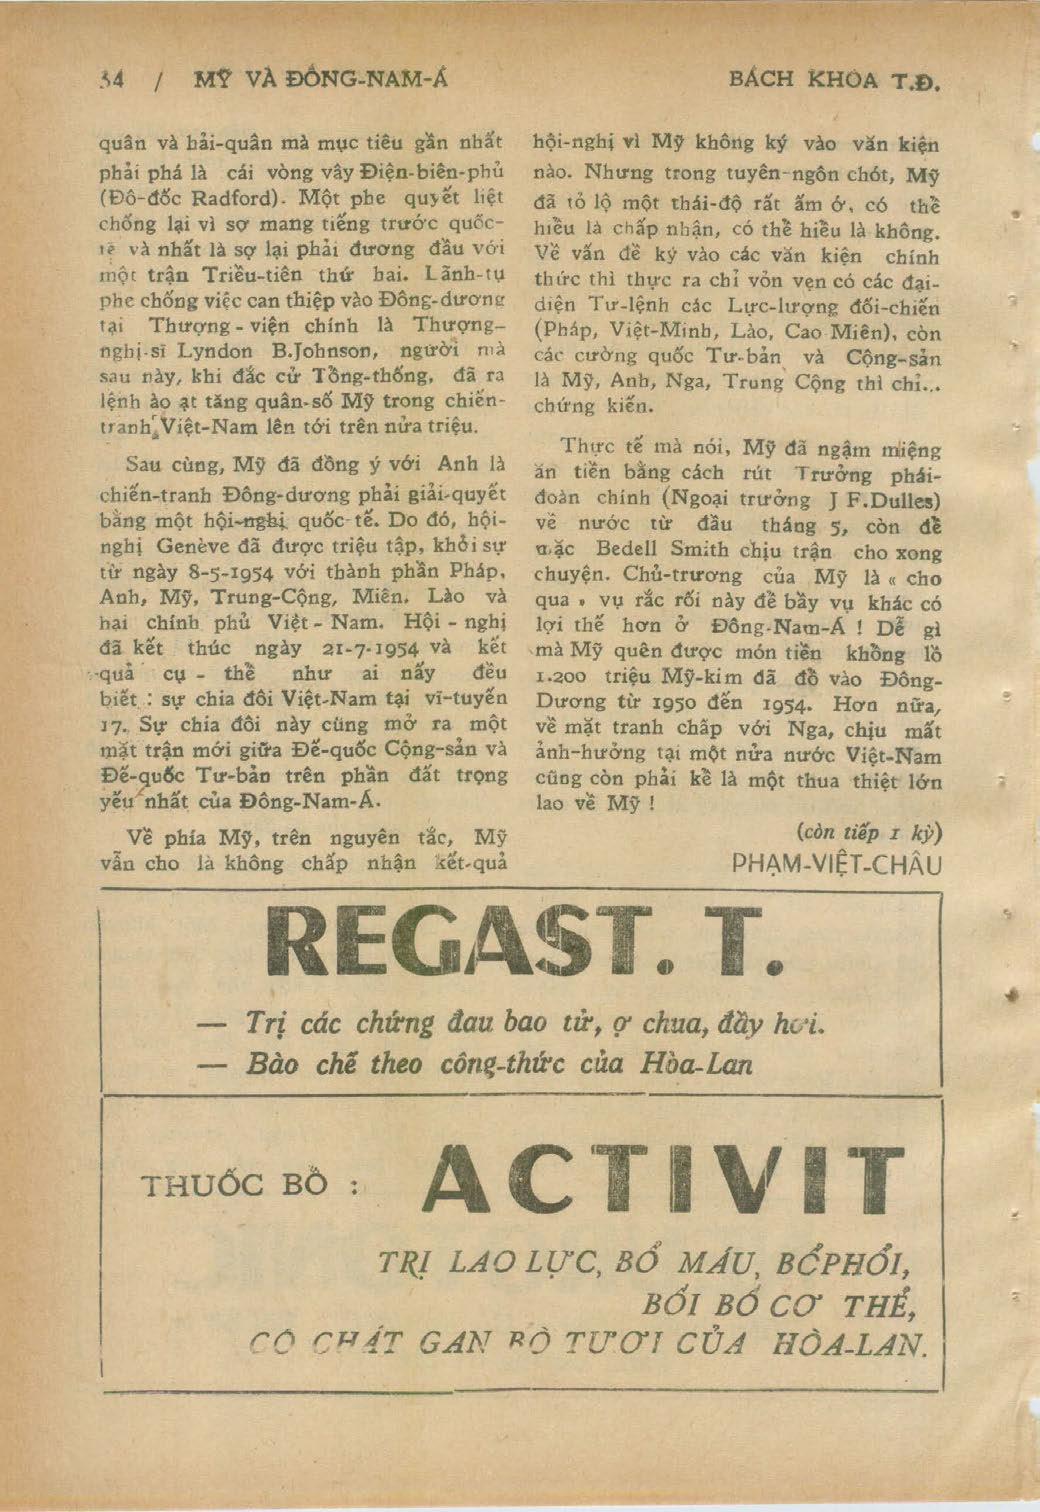 34 / MỸ VÀ ĐÔNG-NAM-Á
BÁCH KHOA T.Đ.
quân và hải-quân mà mục tiêu gần nhất
phải phá là cái vòng vây Điện-biên-phủ
(Đô-đốc Radford). Một phe quyết liệt
chống lại vì sợ mang tiếng trước quốc-
tế và nhất là sợ lại phải đương đầu với
một trận Triều-tiên thứ hai. Lãnh-tụ
phe chống việc can thiệp vào Đông-dương
tại Thượng-viện chính là Thượng-
nghị-sĩ Lyndon B.Johnson, người mà
sau này, khi đắc cử Tổng-thống, đã ra
lệnh ào ạt tăng quân-số Mỹ trong chiến-
tranh Việt-Nam lên tới trên nửa triệu.
Sau cùng, Mỹ đã đồng ý với Anh là
chiến-tranh Đông-dương phải giải-quyết
bằng một hội-nghị quốc-tế. Do đó, hội-
nghị Genève đã được triệu tập, khởi sự
từ ngày 8-5-1954 với thành phần Pháp,
Anh, Mỹ, Trung-Cộng, Miên, Lào và
hai chính phủ Việt-Nam. Hội-nghị
đã kết thúc ngày 21-7-1954 và kết
quả cụ-thể như ai nấy đều
biết : sự chia đôi Việt-Nam tại vĩ-tuyến
17. Sự chia đôi này cũng mở ra một
mặt trận mới giữa Đế-quốc Cộng-sản và
Đế-quốc Tư-bản trên phần đất trọng
yếu nhất của Đông-Nam-Á.
Về phía Mỹ, trên nguyên tắc, Mỹ
vẫn cho là không chấp nhận kết-quả
hội-nghị vì Mỹ không ký vào văn kiện
nào. Nhưng trong tuyên-ngôn chót, Mỹ
đã tỏ lộ một thái-độ rất ấm ớ, có thể
hiểu là chấp nhận, có thể hiểu là không.
Về vấn đề ký vào các văn kiện chính
thức thì thực ra chỉ vỏn vẹn có các đại-
diện Tư-lệnh các Lực-lượng đối-chiến
(Pháp, Việt-Minh, Lào, Cao Miên), còn
các cường quốc Tư-bản và Cộng-sản
là Mỹ, Anh, Nga, Trung Cộng thì chỉ...
chứng kiến.
Thực tế mà nói, Mỹ đã ngậm miệng
ăn tiền bằng cách rút Trưởng phái-
đoàn chính (Ngoại trưởng J F.Dulles)
về nước từ đầu tháng 5, còn để
mặc Bedell Smith chịu trận cho xong
chuyện. Chủ-trương của Mỹ là « cho
qua » vụ rắc rối này để bầy vụ khác có
lợi thế hơn ở Đông-Nam-Á ! Dễ gì
mà Mỹ quên được món tiền khồng lồ
1.200 triệu Mỹ-kim đã đổ vào Đông-
Dương từ 1950 đến 1954. Hơn nữa,
về mặt tranh chấp với Nga, chịu mất
ảnh-hưởng tại một nửa nước Việt-Nam
cũng còn phải kể là một thua thiệt lớn
lao về Mỹ !
(còn tiếp 1 kỳ)
PHẠM-VIỆT-CHÂU
REGAST. T.
— Trị các chứng đau bao tử, ợ chua, đầy hơi.
— Bào chế theo công-thức của Hòa-Lan
THUỐC BỔ : ACTIVIT
TRỊ LAO LỰC, BỔ MÁU, BỔ PHỔI,
BỒI BỔ CƠ THỂ,
CÓ CHẤT GAN BÒ TƯƠI CỦA HÒA-LAN.